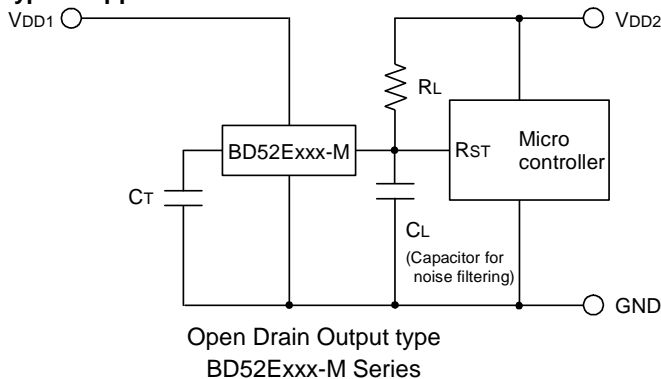 VDD1
VDD2
RL
BD52Exxx-M
RST
Micro
controller
CT
CL
(Capacitor for
noise filtering)
GND
Open Drain Output type
BD52Exxx-M Series